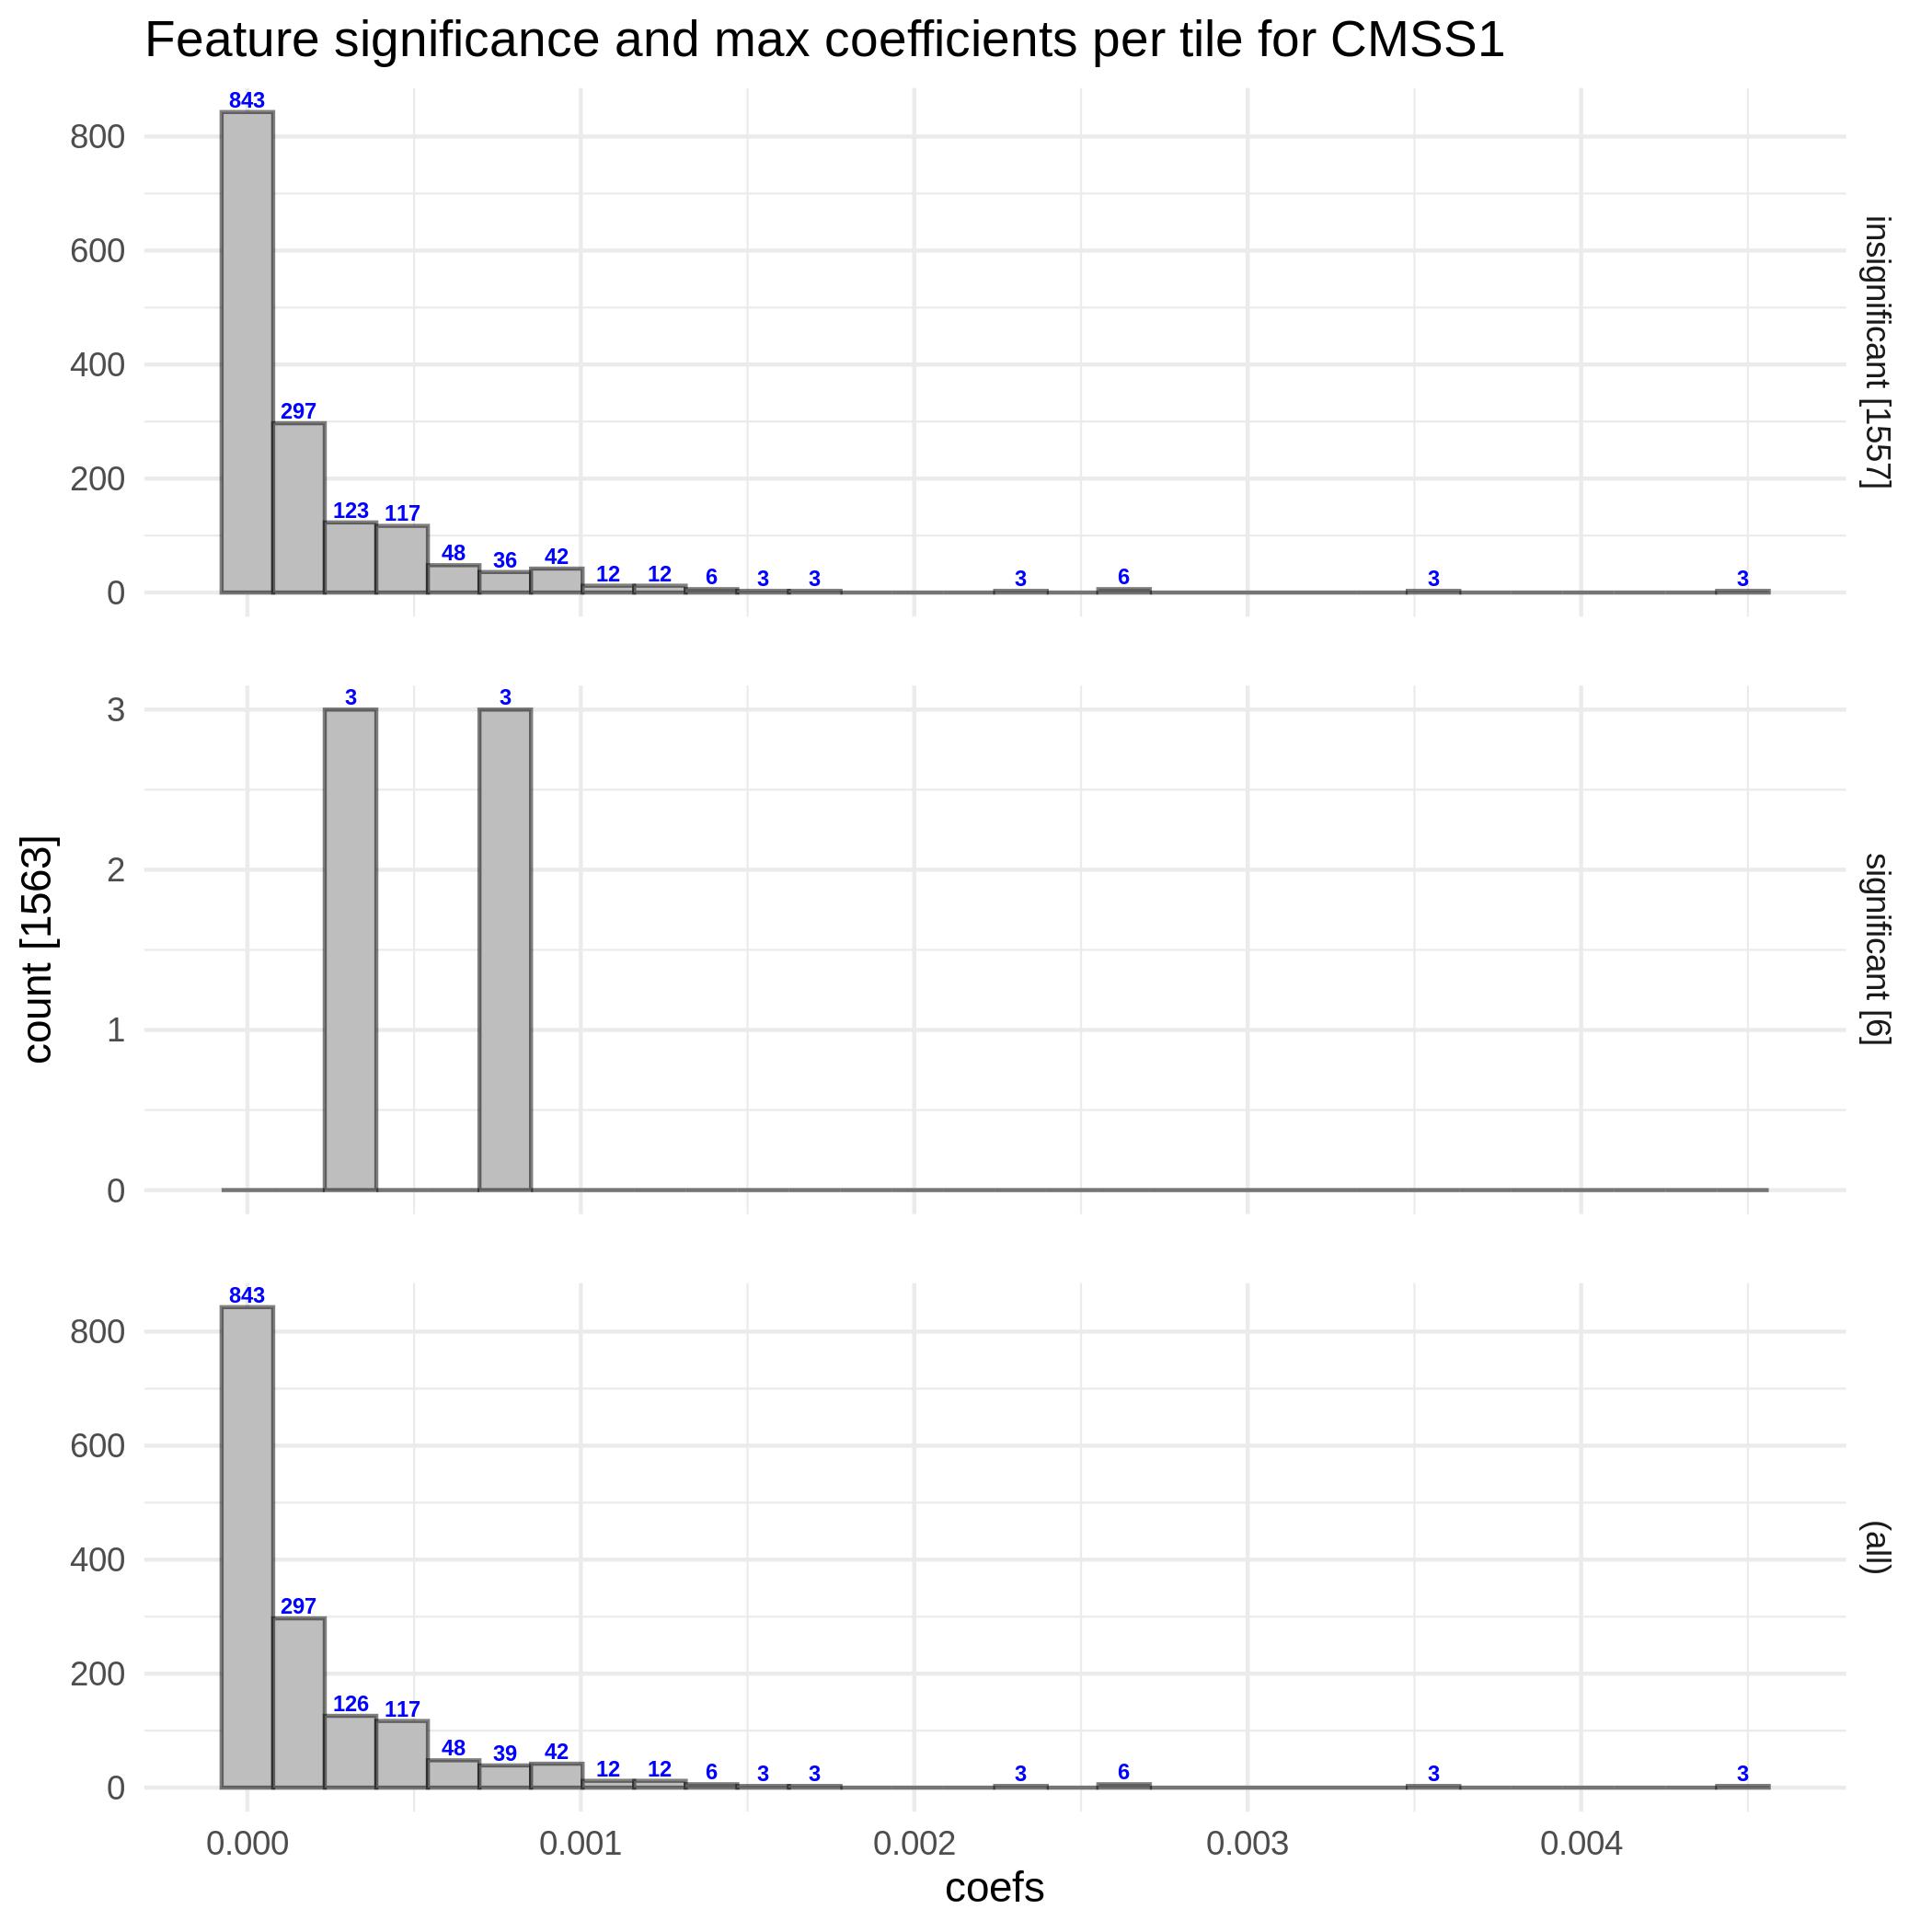 Feature significance and max coefficients per tile for CMSS1
843
800
600
400
297
200
123 117
48 36 42 12 12 6 3 3 3 6 3 3
0
insignificant [1557]
3 3
3
2
1
0
count [1563]
significant [6]
843
800
600
400
297
200
126 117
48 39 42 12 12 6 3 3 3 6 3 3
0
(all)
0.000 0.001 0.002 0.003 0.004
coefs